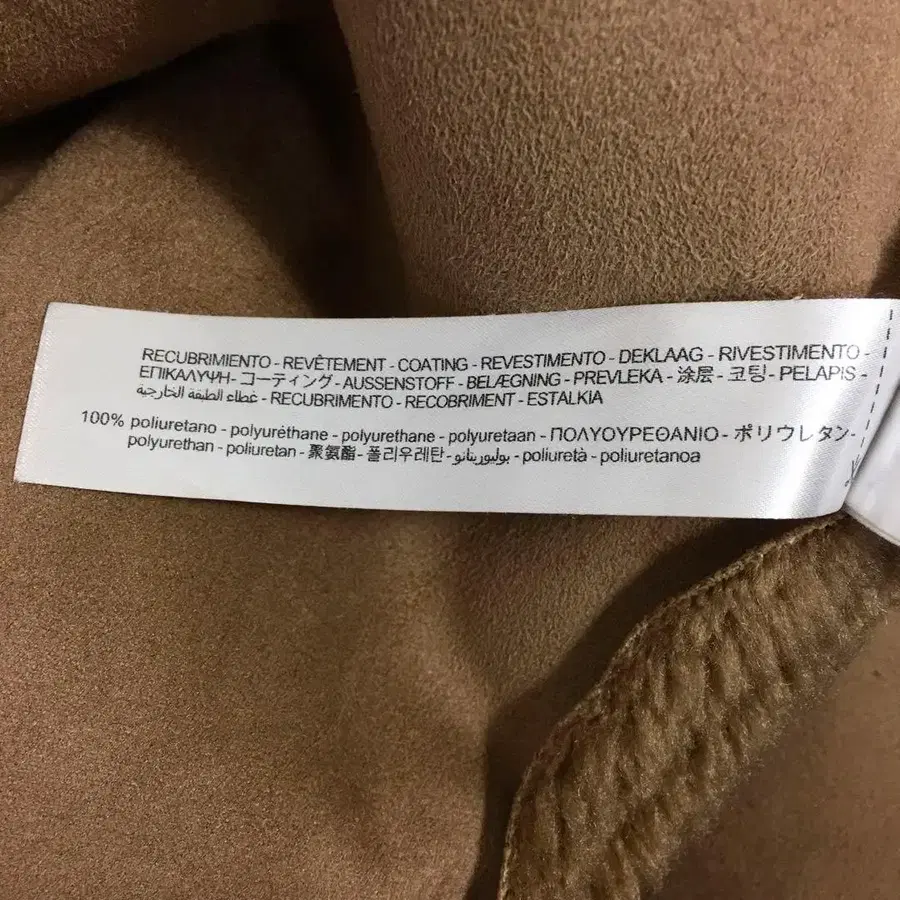 RECUBRIMIENTO - REVÊTEMENT - COATING - REVESTIMENTO - DEKLAAG - RIVESTIMENTO -
ΕΠΙΚΑΛΥΨΗ - コーティング - AUSSENSTOFF - BELÆGNING - PREVLEKA - 涂层 - 코팅 - PELAPIS -
غطاء الطبقة الخارجية - RECUBRIMENTO - RECOBRIMENT - ESTALKIA
100% poliuretano - polyuréthane - polyurethane - polyuretaan - ΠΟΛΥΟΥΡΕΘΑΝΙΟ - ポリウレタン -
polyurethan - poliuretan - 聚氨酯 - 폴리우레탄 - بوليوريتانو - poliuretà - poliuretanoa